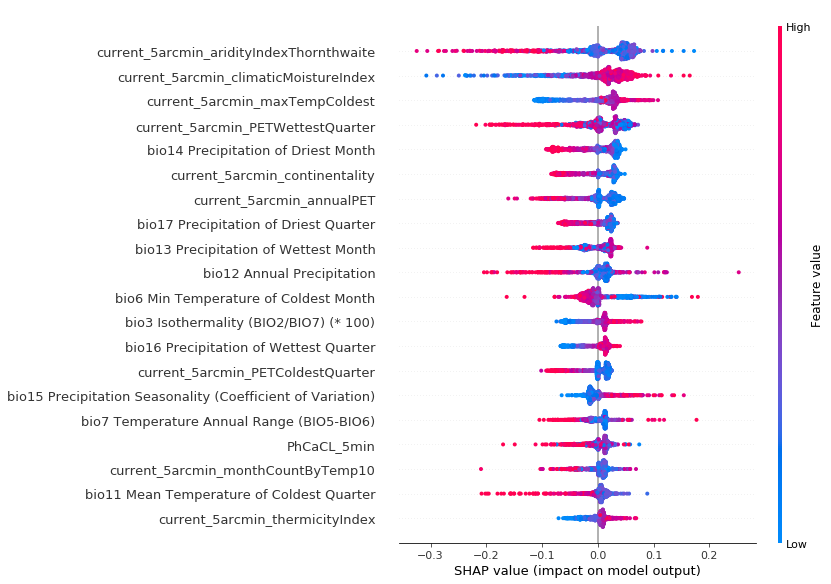 High
current_5arcmin_aridityIndexThornthwaite
current_5arcmin_climaticMoistureIndex
current_5arcmin_maxTempColdest
current_5arcmin_PETWettestQuarter
bio14 Precipitation of Driest Month
current_5arcmin_continentality
current_5arcmin_annualPET
bio17 Precipitation of Driest Quarter
bio13 Precipitation of Wettest Month
bio12 Annual Precipitation
bio6 Min Temperature of Coldest Month
bio3 Isothermality (BIO2/BIO7) (* 100)
bio16 Precipitation of Wettest Quarter
current_5arcmin_PETColdestQuarter
bio15 Precipitation Seasonality (Coefficient of Variation)
bio7 Temperature Annual Range (BIO5-BIO6)
PhCaCL_5min
current_5arcmin_monthCountByTemp10
bio11 Mean Temperature of Coldest Quarter
current_5arcmin_thermicityIndex
Feature value
Low
−0.3 −0.2 −0.1 0.0 0.1 0.2
SHAP value (impact on model output)